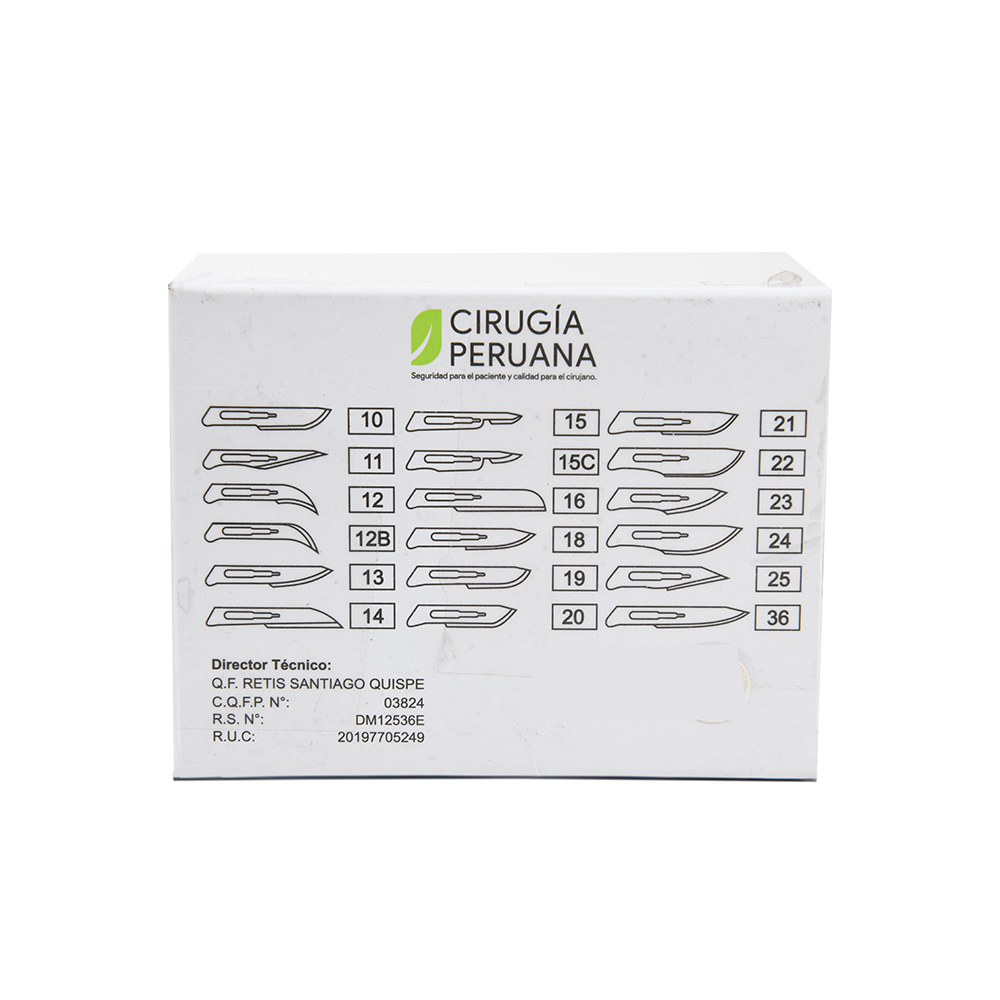 CIRUGÍA
PERUANA
Seguridad para el paciente y calidad para el cirujano.
10 15 21
11 15C 22
12 16 23
12B 18 24
13 19 25
14 20 36
Director Técnico:
Q.F. RETIS SANTIAGO QUISPE
C.Q.F.P. N°: 03824
R.S. N°: DM12536E
R.U.C: 20197705249